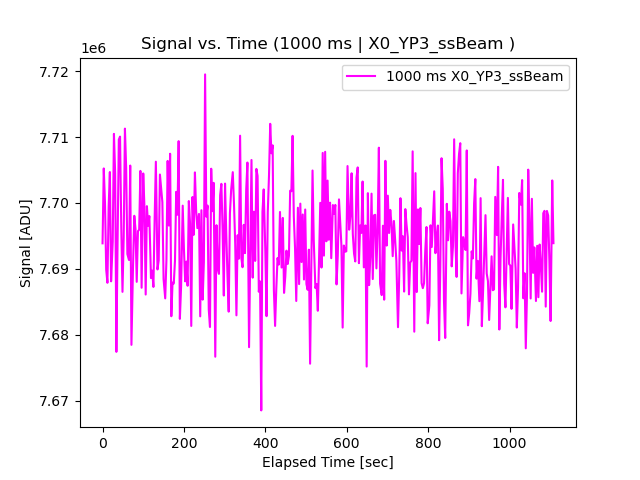 Signal vs. Time (1000 ms | X0_YP3_ssBeam )
1e6
1000 ms X0_YP3_ssBeam
7.72
7.71
7.70
7.69
7.68
7.67
Signal [ADU]
0 200 400 600 800 1000
Elapsed Time [sec]